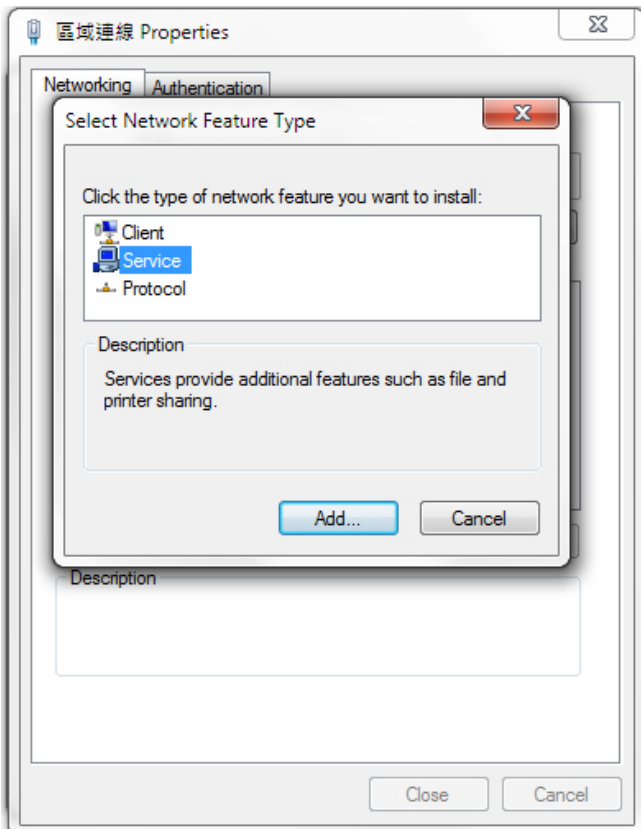 區域連線 Properties
Networking
Authentication
Select Network Feature Type
Click the type of network feature you want to install:
Client
Service
Protocol
Description
Services provide additional features such as file and
printer sharing.
Add...
Cancel
Description
Close
Cancel